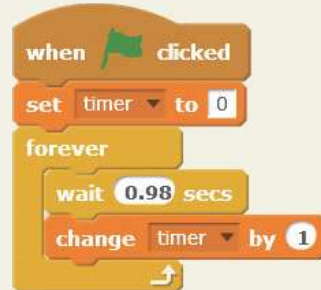 when clicked
set timer to 0
forever
wait 0.98 secs
change timer by 1